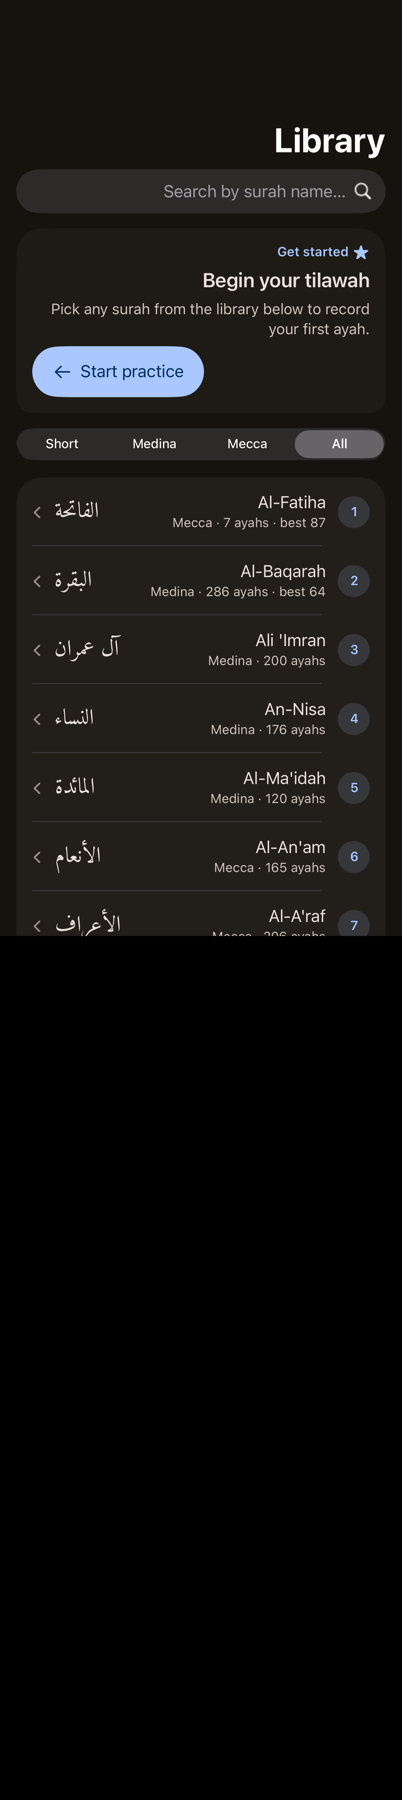 Library
Search by surah name...
Get started
Begin your tilawah
Pick any surah from the library below to record
your first ayah.
Start practice
All
Mecca
Medina
Short
1
Al-Fatiha
Mecca · 7 ayahs · best 87
الفاتحة
2
Al-Baqarah
Medina · 286 ayahs · best 64
البقرة
3
Ali 'Imran
Medina · 200 ayahs
آل عمران
4
An-Nisa
Medina · 176 ayahs
النساء
5
Al-Ma'idah
Medina · 120 ayahs
المائدة
6
Al-An'am
Mecca · 165 ayahs
الأنعام
7
Al-A'raf
Mecca · 206 ayahs
الأعراف